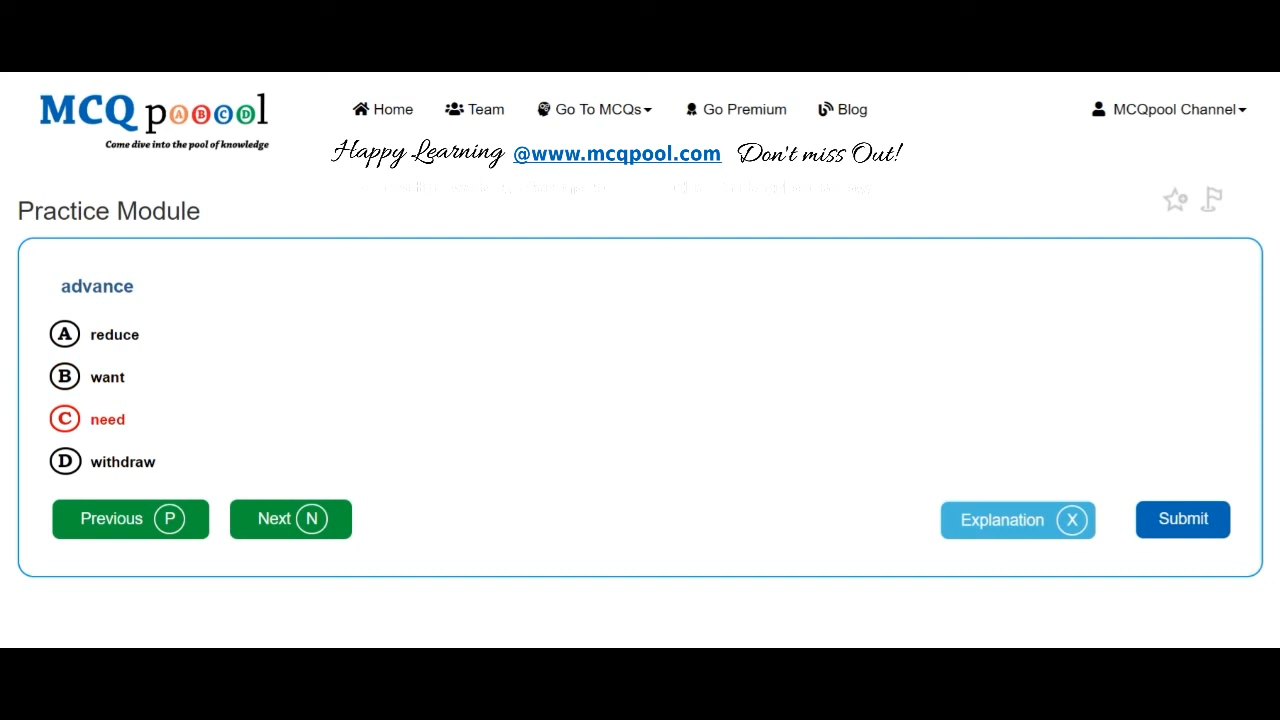 MCQ pABCDl
Come dive into the pool of knowledge
Home Team Go To MCQs Go Premium Blog MCQpool Channel
Happy Learning @www.mcqpool.com Don't miss Out!
Practice Module
advance
A reduce
B want
C need
D withdraw
Previous P Next N Explanation X Submit